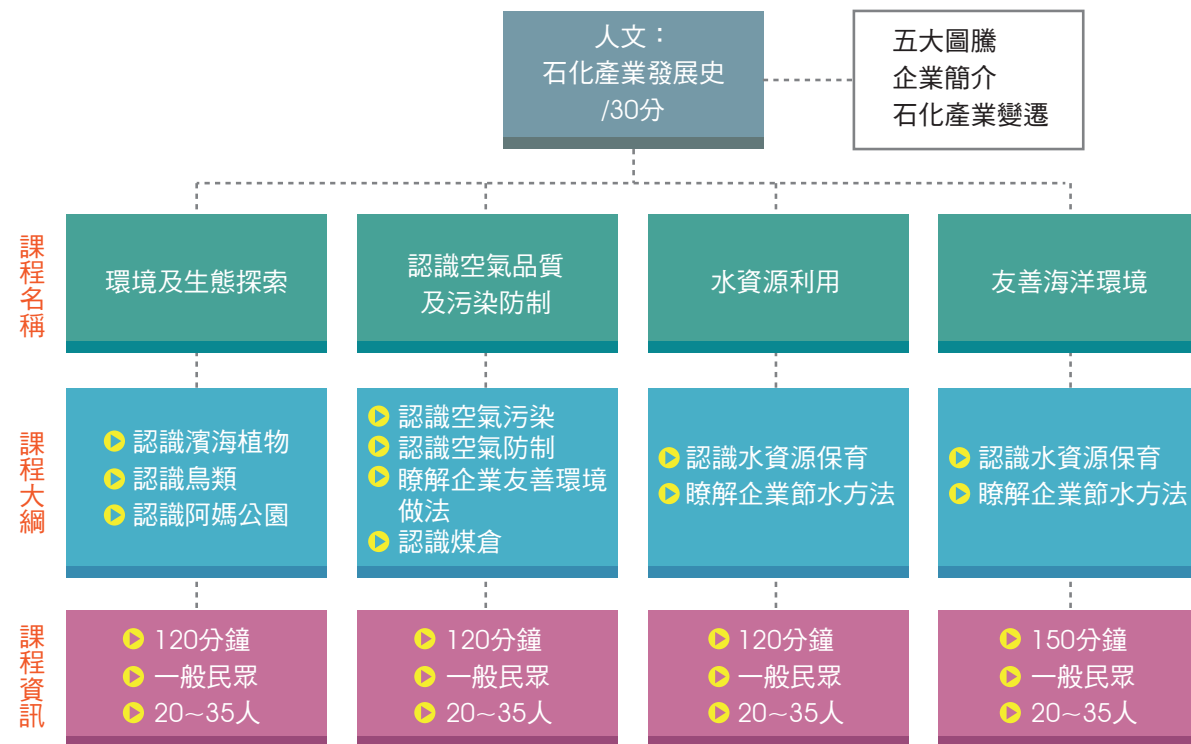 人文：
石化產業發展史
/30分
五大圖騰
企業簡介
石化產業變遷
課程名稱
環境及生態探索
認識空氣品質
及污染防制
水資源利用
友善海洋環境
課程大綱
認識濱海植物
認識鳥類
認識阿媽公園
認識空氣污染
認識空氣防制
瞭解企業友善環境
做法
認識煤倉
認識水資源保育
瞭解企業節水方法
認識水資源保育
瞭解企業節水方法
課程資訊
120分鐘
一般民眾
20~35人
120分鐘
一般民眾
20~35人
120分鐘
一般民眾
20~35人
150分鐘
一般民眾
20~35人